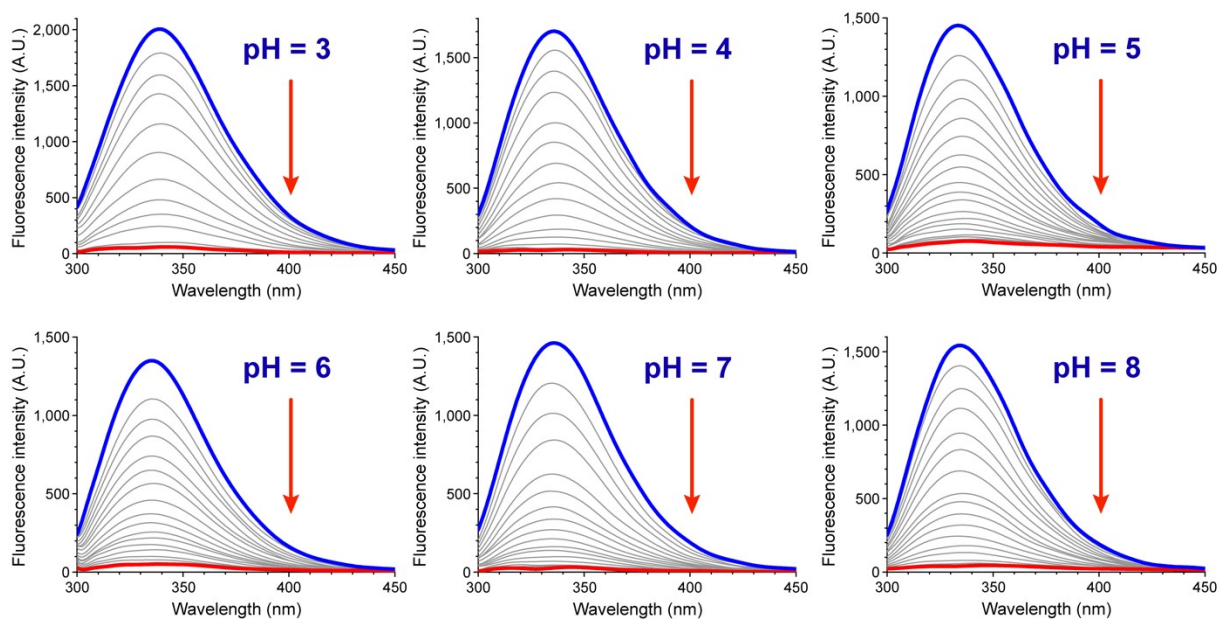 Fluorescence intensity (A.U.)
2,000
1,500
1,000
500
0
300
350
400
450
Wavelength (nm)
pH = 3
Fluorescence intensity (A.U.)
1,500
1,000
500
0
300
350
400
450
Wavelength (nm)
pH = 4
Fluorescence intensity (A.U.)
1,500
1,000
500
0
300
350
400
450
Wavelength (nm)
pH = 5
Fluorescence intensity (A.U.)
1,500
1,000
500
0
300
350
400
450
Wavelength (nm)
pH = 6
Fluorescence intensity (A.U.)
1,500
1,000
500
0
300
350
400
450
Wavelength (nm)
pH = 7
Fluorescence intensity (A.U.)
1,500
1,000
500
0
300
350
400
450
Wavelength (nm)
pH = 8